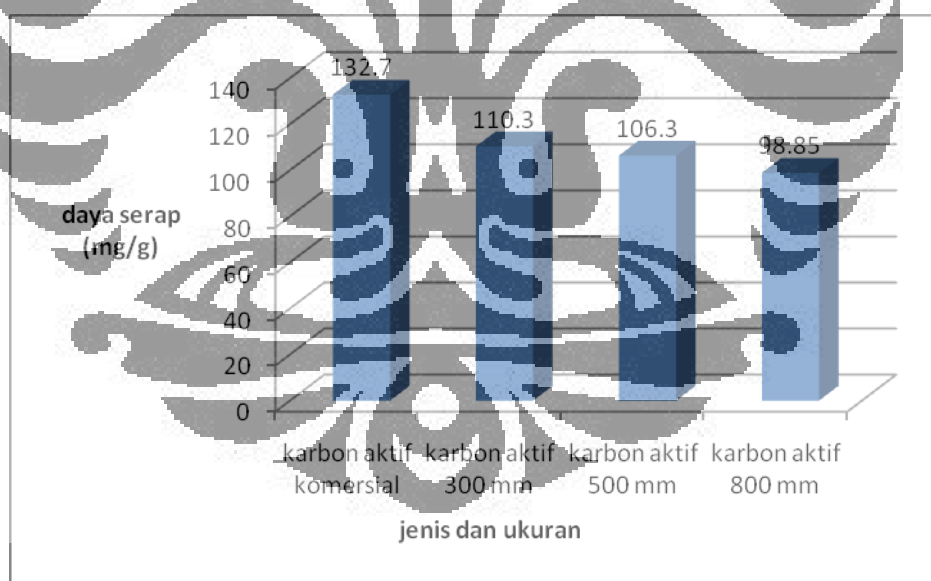 132.7
110.3
106.3
98.85
140
120
100
80
60
40
20
0
daya serap
(mg/g)
karbon aktif komersial
karbon aktif 300 mm
karbon aktif 500 mm
karbon aktif 800 mm
jenis dan ukuran